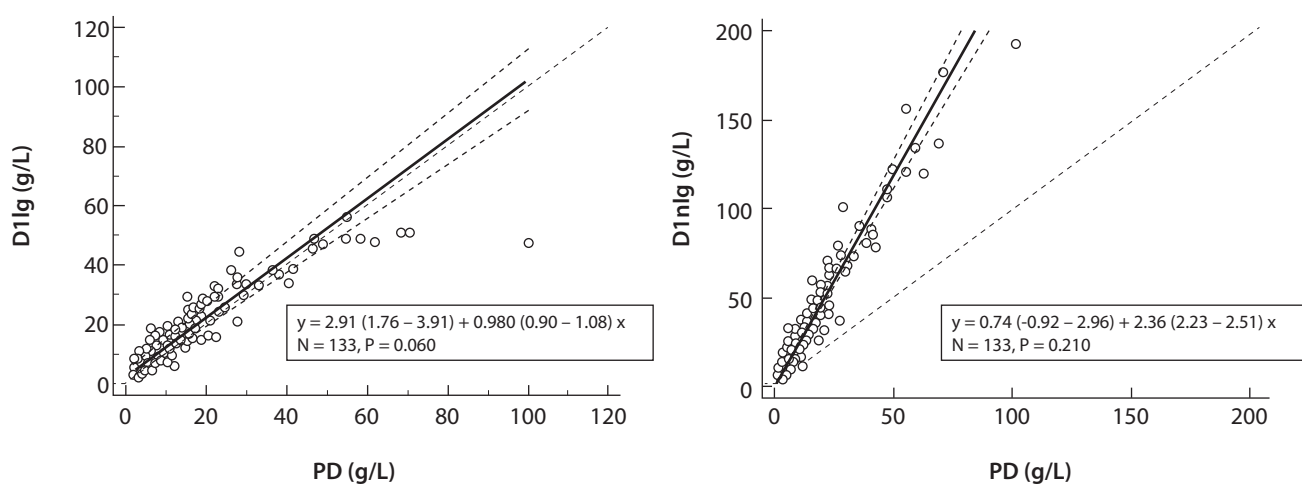 120
100
80
60
40
20
0
D1Ig (g/L)
y = 2.91 (1.76 – 3.91) + 0.980 (0.90 – 1.08) x
N = 133, P = 0.060
0 20 40 60 80 100 120
PD (g/L)
200
150
100
50
0
D1nIg (g/L)
y = 0.74 (-0.92 – 2.96) + 2.36 (2.23 – 2.51) x
N = 133, P = 0.210
0 50 100 150 200
PD (g/L)